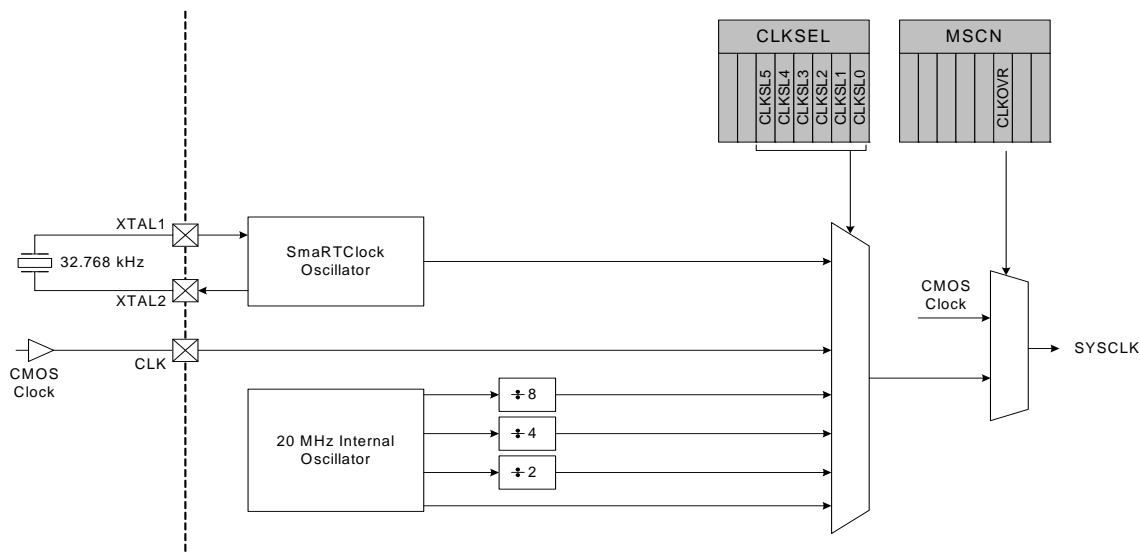 CLKSEL
MSCN
CLKSL5
CLKSL4
CLKSL3
CLKSL2
CLKSL1
CLKSL0
CLKOVR
XTAL1
SmaRTClock
Oscillator
32.768 kHz
XTAL2
CMOS
Clock
CLK
CMOS
Clock
SYSCLK
÷ 8
÷ 4
20 MHz Internal
Oscillator
÷ 2